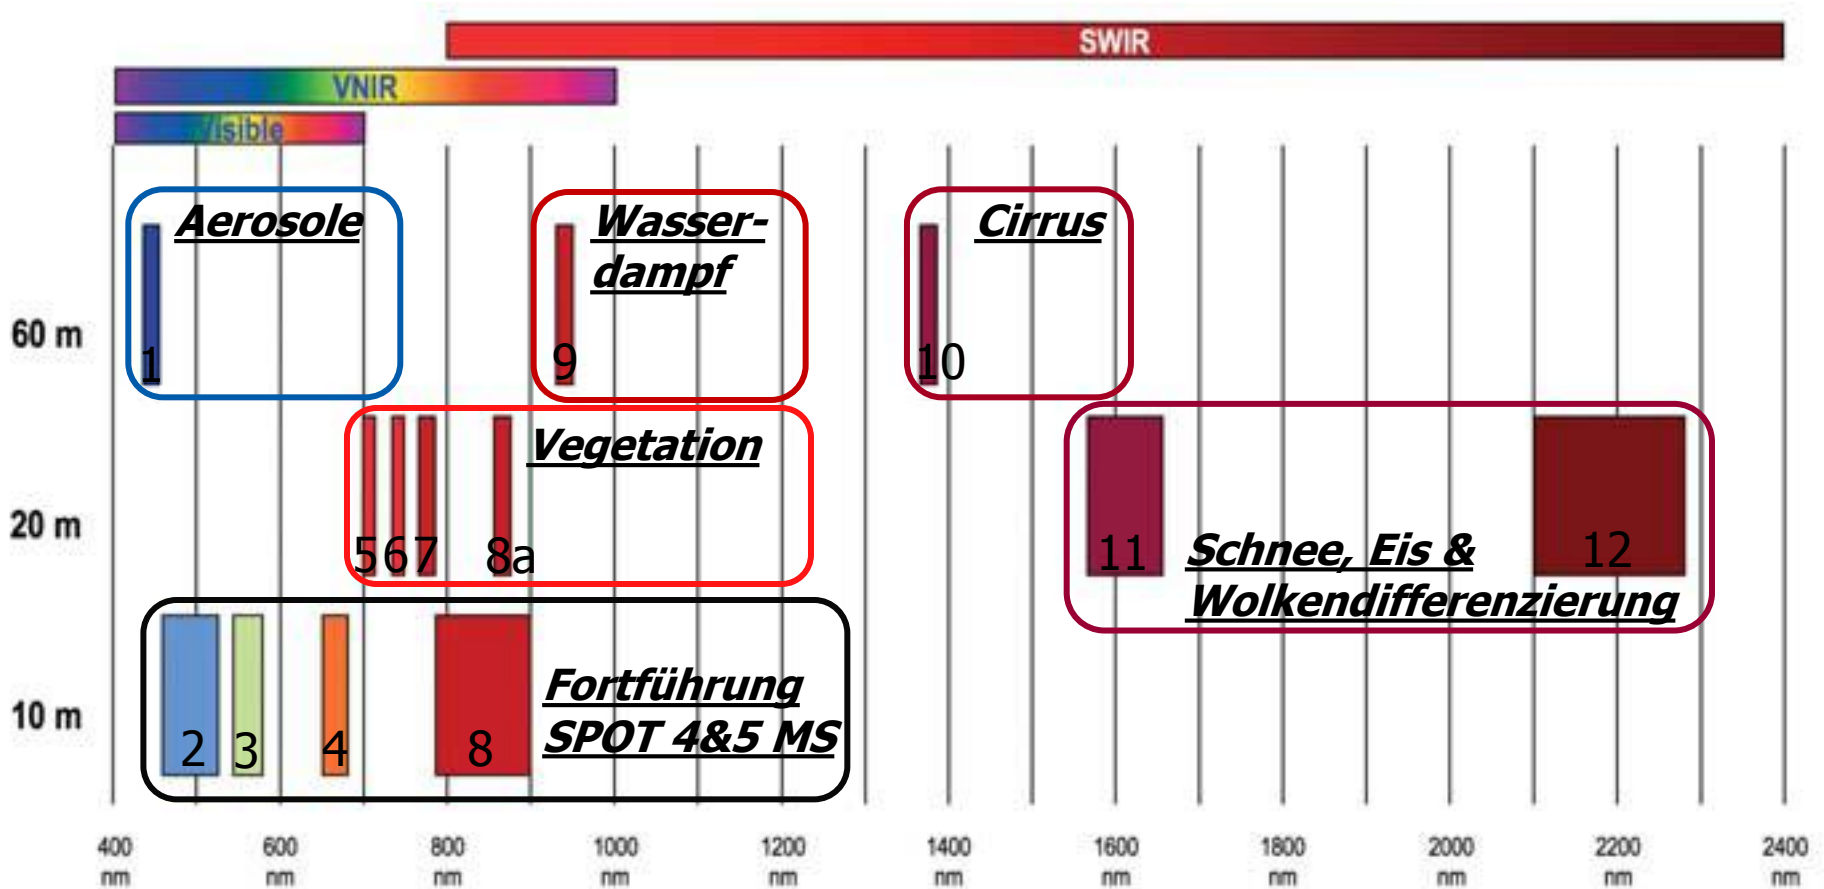 SWIR
VNIR
Visible
Aerosole
Wasser-
dampf
Cirrus
60 m
1
9
10
Vegetation
20 m
5 6 7 8a
11
Schnee, Eis &
Wolkendifferenzierung
12
10 m
2 3 4 8
Fortführung
SPOT 4&5 MS
400 600 800 1000 1200 1400 1600 1800 2000 2200 2400
nm nm nm nm nm nm nm nm nm nm nm